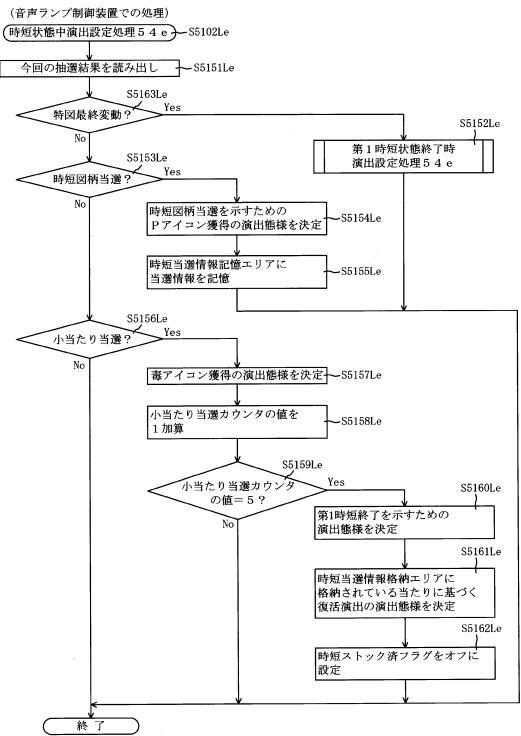 (音声ランプ制御装置での処理)
時短状態中演出設定処理54e
S5102Le
今回の抽選結果を読み出し
S5151Le
S5163Le
特図最終変動?
Yes
No
S5152Le
第1時短状態終了時
演出設定処理54e
S5153Le
時短図柄当選?
Yes
No
時短図柄当選を示すための
Pアイコン獲得の演出態様を決定
S5154Le
時短当選情報記憶エリアに
当選情報を記憶
S5155Le
S5156Le
小当たり当選?
Yes
No
毒アイコン獲得の演出態様を決定
S5157Le
小当たり当選カウンタの値を
1加算
S5158Le
S5159Le
小当たり当選カウンタ
の値=5?
Yes
No
S5160Le
第1時短終了を示すための
演出態様を決定
S5161Le
時短当選情報格納エリアに
格納されている当たりに基づく
復活演出の演出態様を決定
S5162Le
時短ストック済フラグをオフに
設定
終了